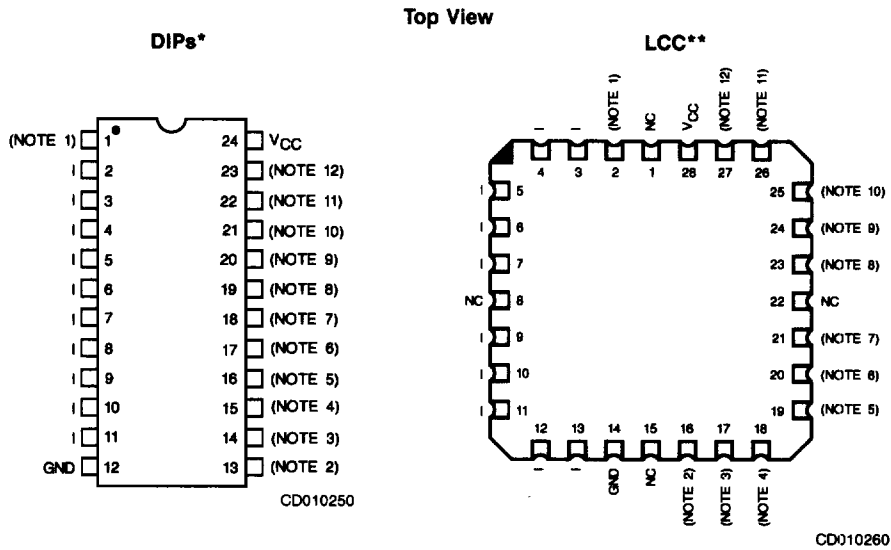 Top View
DIPs*
(NOTE 1) 1 24 VCC
I 2 23 (NOTE 12)
I 3 22 (NOTE 11)
I 4 21 (NOTE 10)
I 5 20 (NOTE 9)
I 6 19 (NOTE 8)
I 7 18 (NOTE 7)
I 8 17 (NOTE 6)
I 9 16 (NOTE 5)
I 10 15 (NOTE 4)
I 11 14 (NOTE 3)
GND 12 13 (NOTE 2)
CD010250
LCC**
I I (NOTE 1) NC VCC (NOTE 12) (NOTE 11)
4 3 2 1 28 27 26
I 5 25 (NOTE 10)
I 6 24 (NOTE 9)
I 7 23 (NOTE 8)
NC 8 22 NC
I 9 21 (NOTE 7)
I 10 20 (NOTE 6)
I 11 19 (NOTE 5)
12 13 14 15 16 17 18
I I GND NC (NOTE 2) (NOTE 3) (NOTE 4)
CD010260